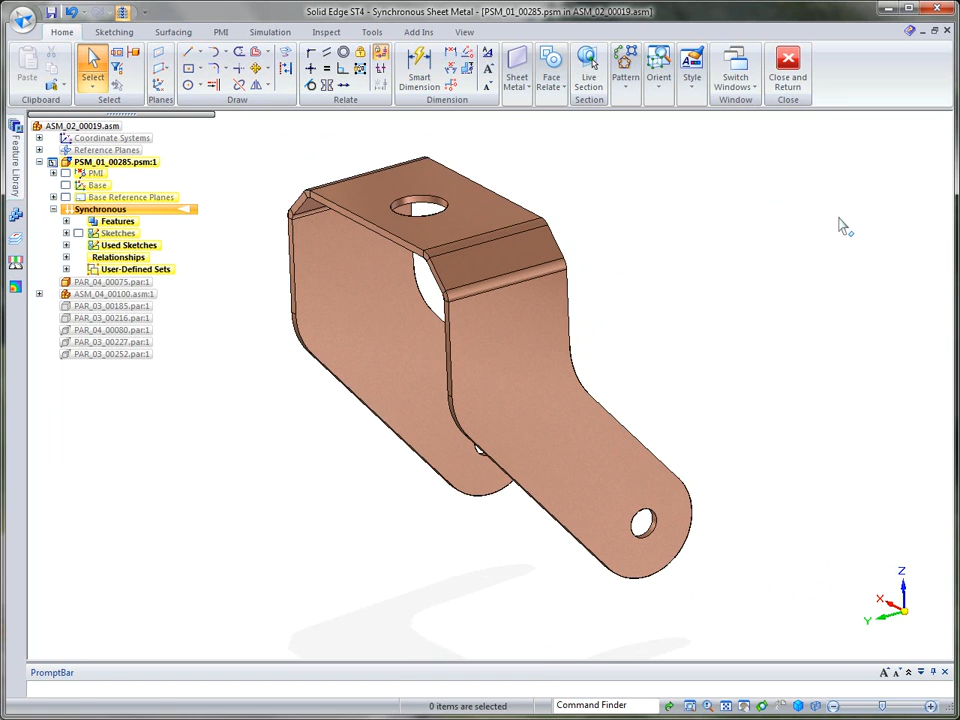 Solid Edge ST4 - Synchronous Sheet Metal - [PSM_01_00285.psm in ASM_02_00019.asm]
Home Sketching Surfacing PMI Simulation Inspect Tools Add Ins View
Paste
Select
Smart
Dimension
Sheet
Metal
Face
Relate
Live
Section
Pattern
Orient
Style
Switch
Windows
Close and
Return
Clipboard Select Planes Draw Relate Dimension Section Window Close
Feature Library
ASM_02_00019.asm
Coordinate Systems
Reference Planes
PSM_01_00285.psm:1
PMI
Base
Base Reference Planes
Synchronous
Features
Sketches
Used Sketches
Relationships
User-Defined Sets
PAR_04_00075.par:1
ASM_04_00100.asm:1
PAR_03_00185.par:1
PAR_03_00216.par:1
PAR_04_00080.par:1
PAR_03_00227.par:1
PAR_03_00252.par:1
Z
X
Y
PromptBar
0 items are selected
Command Finder